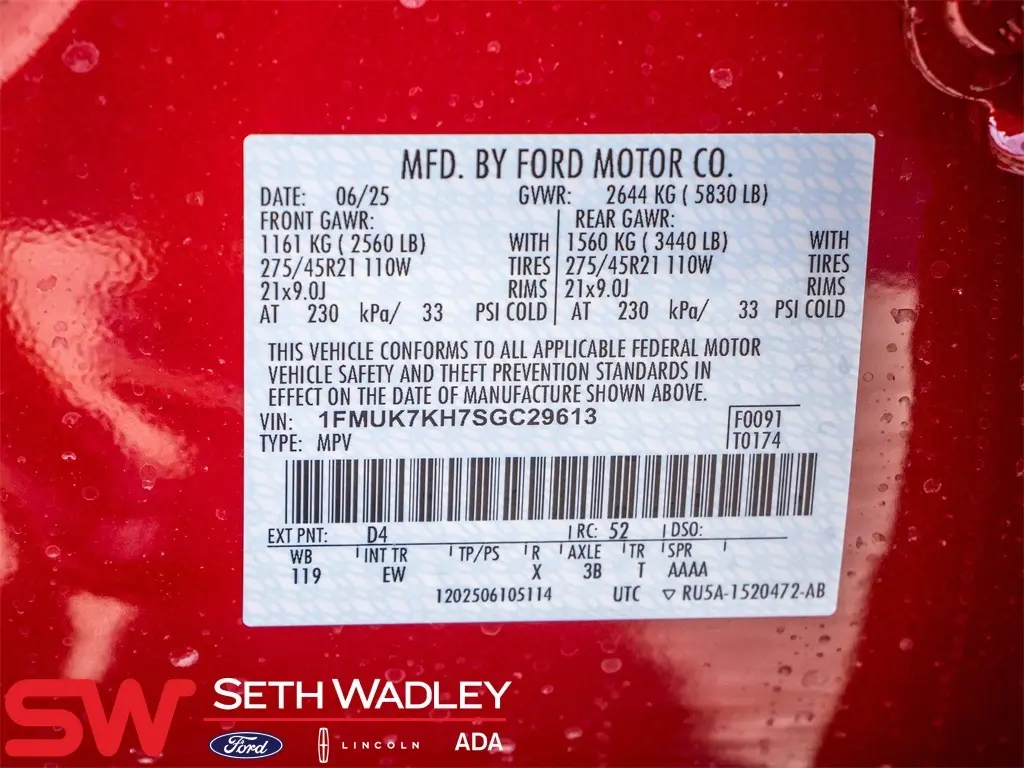 MFD. BY FORD MOTOR CO.
DATE: 06/25 GVWR: 2644 KG ( 5830 LB)
FRONT GAWR: REAR GAWR:
1161 KG ( 2560 LB) WITH 1560 KG ( 3440 LB) WITH
275/45R21 110W TIRES 275/45R21 110W TIRES
21x9.0J RIMS 21x9.0J RIMS
AT 230 kPa/ 33 PSI COLD AT 230 kPa/ 33 PSI COLD
THIS VEHICLE CONFORMS TO ALL APPLICABLE FEDERAL MOTOR
VEHICLE SAFETY AND THEFT PREVENTION STANDARDS IN
EFFECT ON THE DATE OF MANUFACTURE SHOWN ABOVE.
VIN: 1FMUK7KH7SGC29613 F0091
TYPE: MPV T0174
EXT PNT: D4 RC: 52 DSO:
WB INT TR TP/PS R AXLE TR SPR
119 EW X 3B T AAAA
1202506105114 UTC ▽ RU5A-1520472-AB
SW SETH WADLEY
Ford LINCOLN ADA